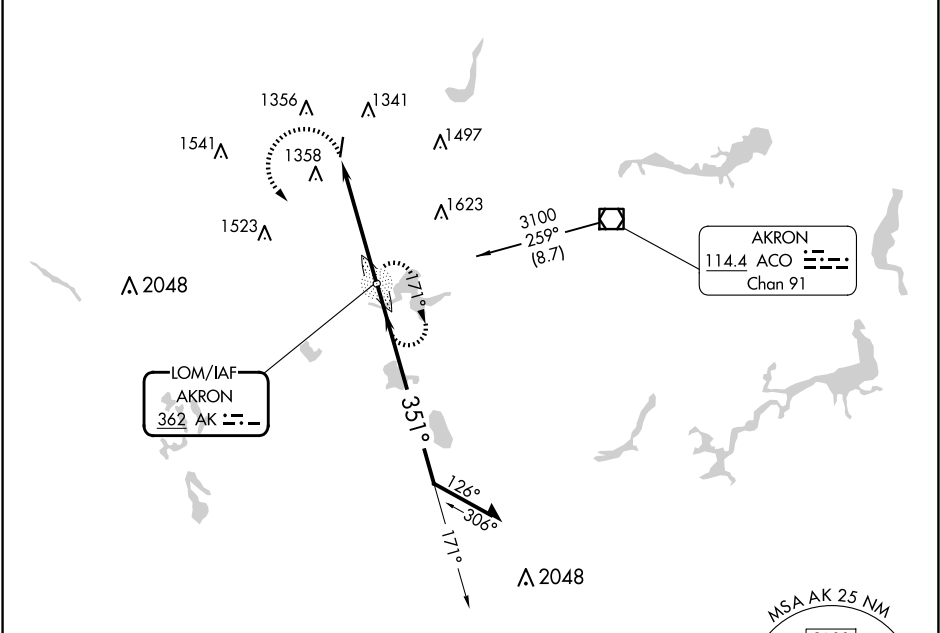 1356
1341
1541
1497
1358
1623
3100
259°
(8.7)
1523
AKRON
114.4 ACO
Chan 91
2048
171°
LOM/IAF
AKRON
362 AK
351°
126°
306°
171°
2048
MSA AK 25 NM